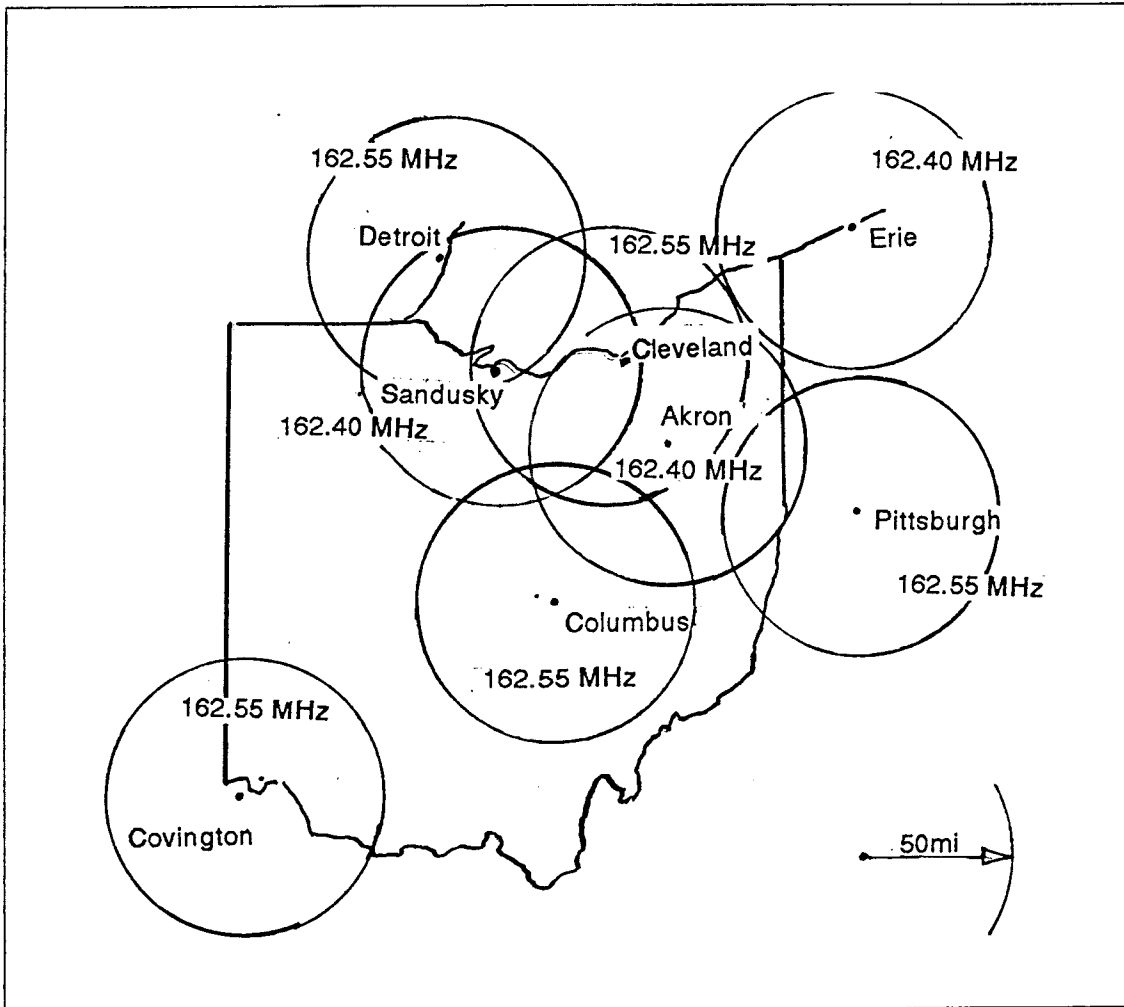 162.55 MHz
162.40 MHz
Detroit
Erie
162.55 MHz
Cleveland
Sandusky
Akron
162.40 MHz
162.40 MHz
Pittsburgh
162.55 MHz
Columbus
162.55 MHz
162.55 MHz
Covington
50mi